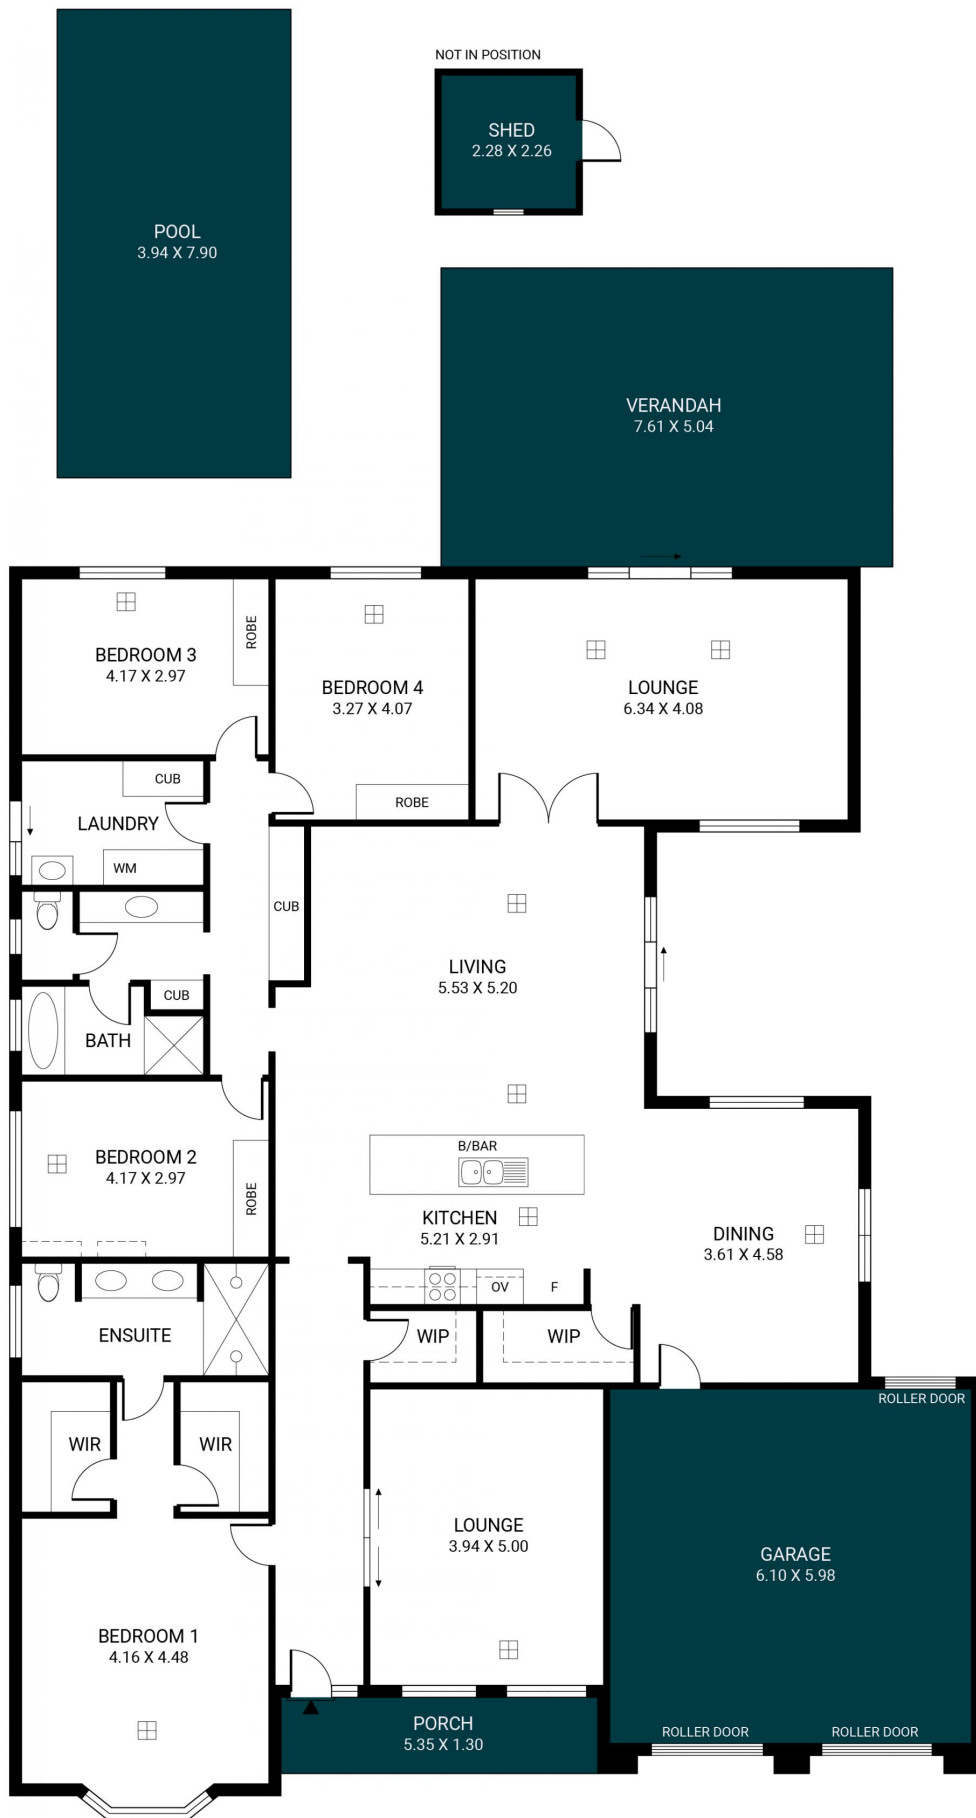 NOT IN POSITION
SHED
2.28 X 2.26
POOL
3.94 X 7.90
VERANDAH
7.61 X 5.04
BEDROOM 3
4.17 X 2.97
ROBE
BEDROOM 4
3.27 X 4.07
ROBE
LOUNGE
6.34 X 4.08
CUB
LAUNDRY
WM
CUB
LIVING
5.53 X 5.20
CUB
BATH
BEDROOM 2
4.17 X 2.97
ROBE
B/BAR
KITCHEN
5.21 X 2.91
OV
F
DINING
3.61 X 4.58
ENSUITE
WIP
WIP
WIR
WIR
ROLLER DOOR
LOUNGE
3.94 X 5.00
GARAGE
6.10 X 5.98
BEDROOM 1
4.16 X 4.48
PORCH
5.35 X 1.30
ROLLER DOOR
ROLLER DOOR